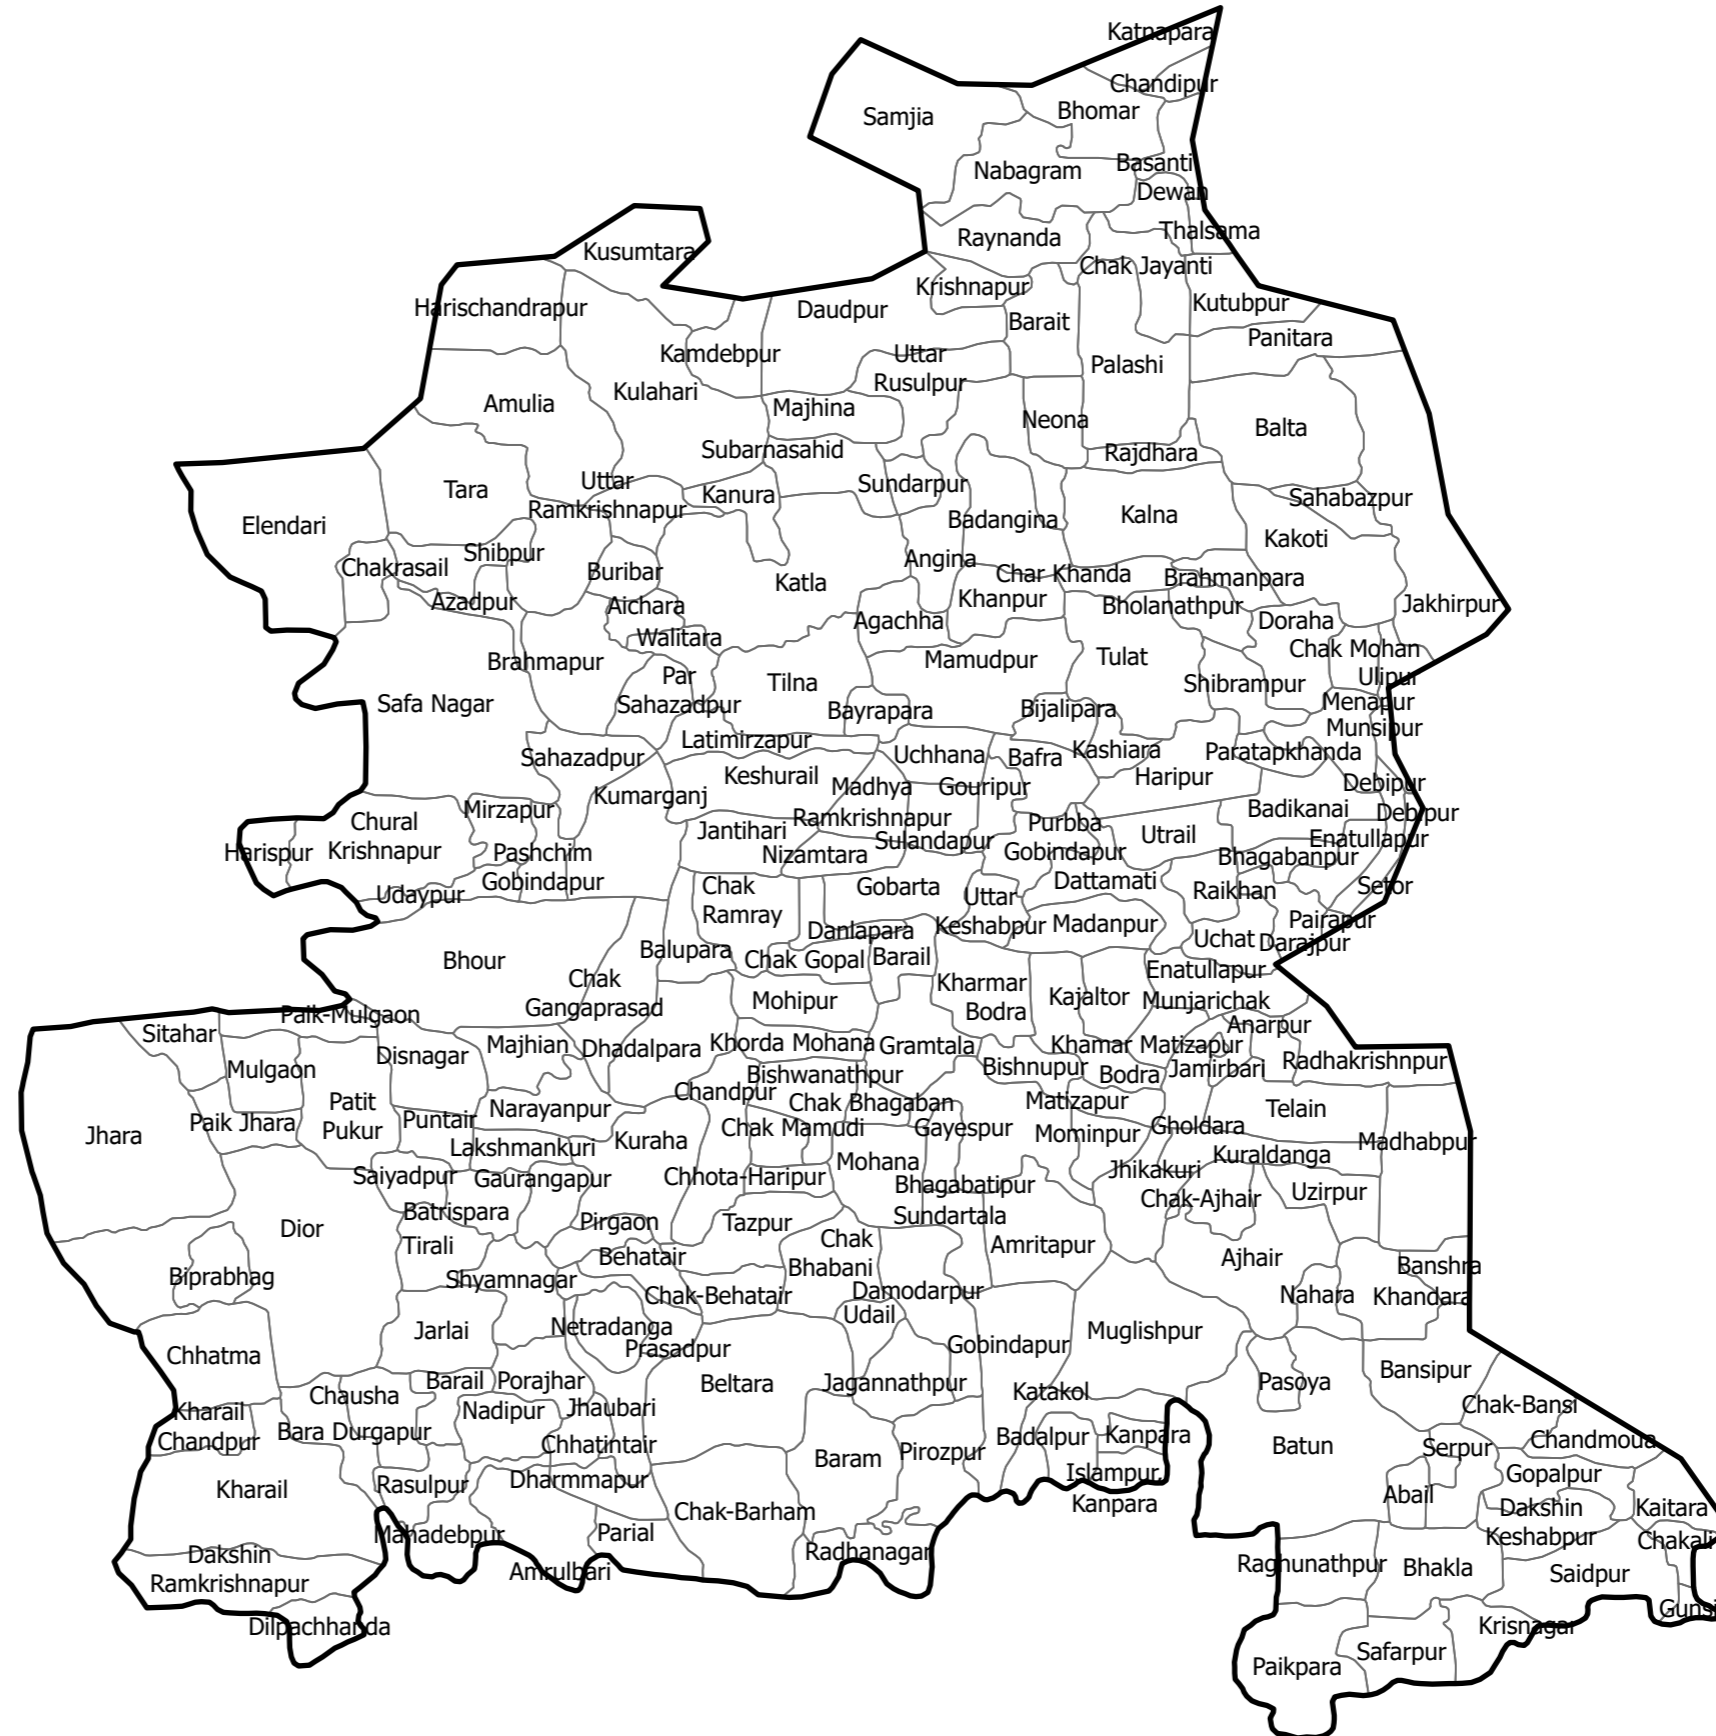 Katnapara
Chandipur
Bhomar
Samjia
Basanti
Nabagram
Dewan
Thalsama
Raynanda
Kusumtara
Chak Jayanti
Krishnapur
Kutubpur
Harischandrapur
Daudpur
Barait
Panitara
Kamdebpur
Uttar
Rusulpur
Palashi
Kulahari
Amulia
Majhina
Neona
Balta
Subarnasahid
Rajdhara
Uttar
Ramkrishnapur
Tara
Kanura
Sundarpur
Sahabazpur
Elendari
Badangina
Kalna
Kakoti
Shibpur
Chakrasail
Buribar
Katla
Angina
Char Khanda
Brahmanpara
Azadpur
Aichara
Khanpur
Bholanathpur
Jakhirpur
Agachha
Doraha
Walitara
Chak Mohan
Brahmapur
Mamudpur
Tulat
Par
Sahazadpur
Tilna
Shibrampur
Ulipur
Safa Nagar
Bayrapara
Bijalipara
Menapur
Munsipur
Latimirzapur
Sahazadpur
Uchhana
Bafra
Kashiara
Paratapkhanda
Keshurail
Haripur
Madhya
Ramkrishnapur
Gouripur
Debipur
Kumarganj
Mirzapur
Badikanai
Debipur
Chural
Krishnapur
Jantihari
Purbba
Gobindapur
Utrail
Sulandapur
Enatullapur
Harispur
Pashchim
Gobindapur
Nizamtara
Bhagabanpur
Udaypur
Chak
Ramray
Gobarta
Uttar
Keshabpur
Dattamati
Raikhan
Setor
Pairapur
Madanpur
Danlapara
Uchat
Darajpur
Bhour
Balupara
Chak Gopal
Barail
Enatullapur
Chak
Gangaprasad
Kharmar
Bodra
Mohipur
Kajaltor
Munjarichak
Paik-Mulgaon
Anarpur
Sitahar
Majhian
Dhadalpara
Khorda Mohana
Gramtala
Khamar
Bodra
Matizapur
Disnagar
Radhakrishnpur
Mulgaon
Bishwanathpur
Bishnupur
Jamirbari
Chandpur
Patit
Pukur
Chak Bhagaban
Matizapur
Narayanpur
Telain
Paik Jhara
Puntair
Chak Mamudi
Gayespur
Mominpur
Gholdara
Jhara
Lakshmankuri
Kuraha
Madhabpur
Mohana
Kuraldanga
Saiyadpur
Gaurangapur
Chhota-Haripur
Bhagabatipur
Jhikakuri
Chak-Ajhair
Uzirpur
Batrispara
Pirgaon
Tazpur
Sundartala
Dior
Tirali
Chak
Bhabani
Amritapur
Behatair
Ajhair
Banshra
Biprabhag
Shyamnagar
Chak-Behatair
Damodarpur
Nahara
Khandara
Udail
Jarlai
Netradanga
Muglishpur
Prasadpur
Gobindapur
Chhatma
Bansipur
Barail
Porajhar
Beltara
Jagannathpur
Pasoya
Chausha
Katakol
Kharail
Chandpur
Nadipur
Jhaubari
Chak-Bansi
Bara Durgapur
Badalpur
Kanpara
Chhatintair
Baram
Pirozpur
Batun
Serpur
Chandmoua
Kharail
Rasulpur
Dharmmapur
Islampur
Gopalpur
Abail
Kanpara
Dakshin
Keshabpur
Kaitara
Chak-Barham
Mahadebpur
Parial
Chakali
Dakshin
Ramkrishnapur
Radhanagar
Raghunathpur
Bhakla
Saidpur
Amrulbari
Gunsi
Dilpachhanda
Krisnagar
Safarpur
Paikpara